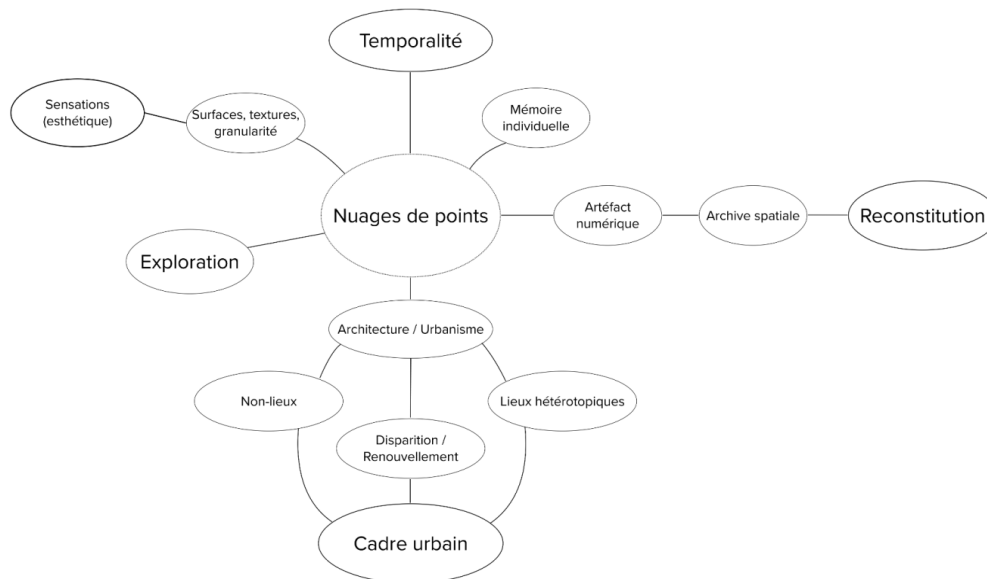 Temporalité
Sensations
(esthétique)
Surfaces, textures,
granularité
Mémoire
individuelle
Nuages de points
Artéfact
numérique
Archive spatiale
Reconstitution
Exploration
Architecture / Urbanisme
Non-lieux
Lieux hétérotopiques
Disparition /
Renouvellement
Cadre urbain